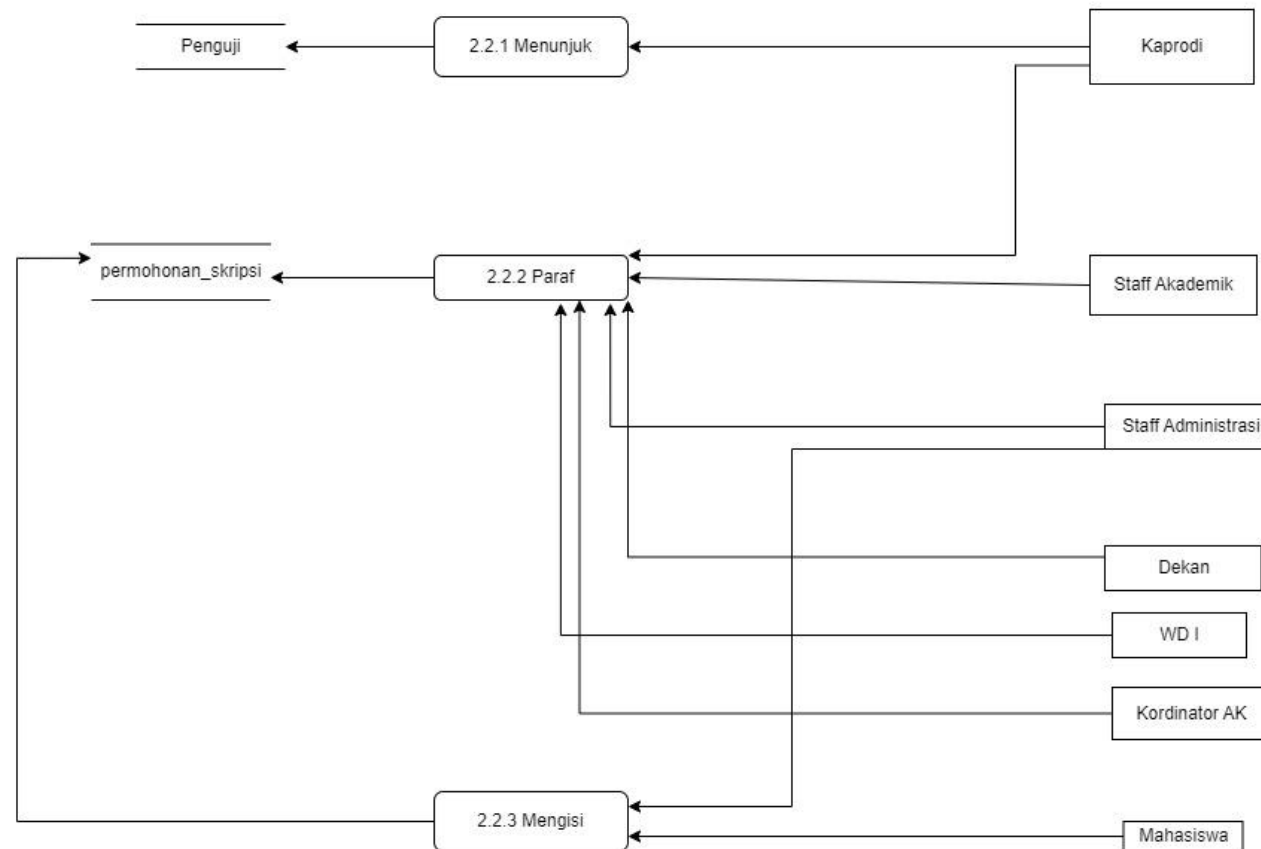 Penguji
2.2.1 Menunjuk
Kaprodi
permohonan_skripsi
2.2.2 Paraf
Staff Akademik
Staff Administrasi
Dekan
WD I
Kordinator AK
2.2.3 Mengisi
Mahasiswa